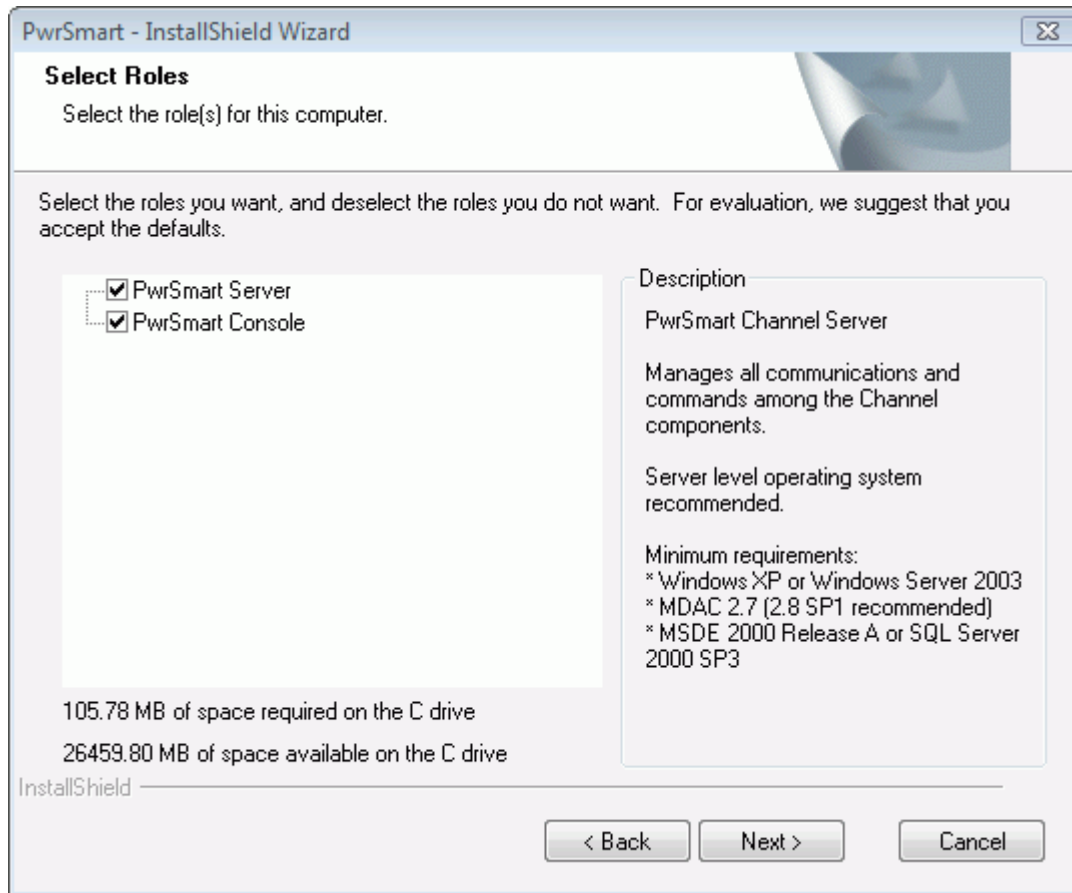 PwrSmart - InstallShield Wizard
Select Roles
Select the role(s) for this computer.
Select the roles you want, and deselect the roles you do not want.  For evaluation, we suggest that you
accept the defaults.
PwrSmart Server
PwrSmart Console
Description
PwrSmart Channel Server
Manages all communications and
commands among the Channel
components.
Server level operating system
recommended.
Minimum requirements:
* Windows XP or Windows Server 2003
* MDAC 2.7 (2.8 SP1 recommended)
* MSDE 2000 Release A or SQL Server
2000 SP3
105.78 MB of space required on the C drive
26459.80 MB of space available on the C drive
InstallShield
< Back
Next >
Cancel